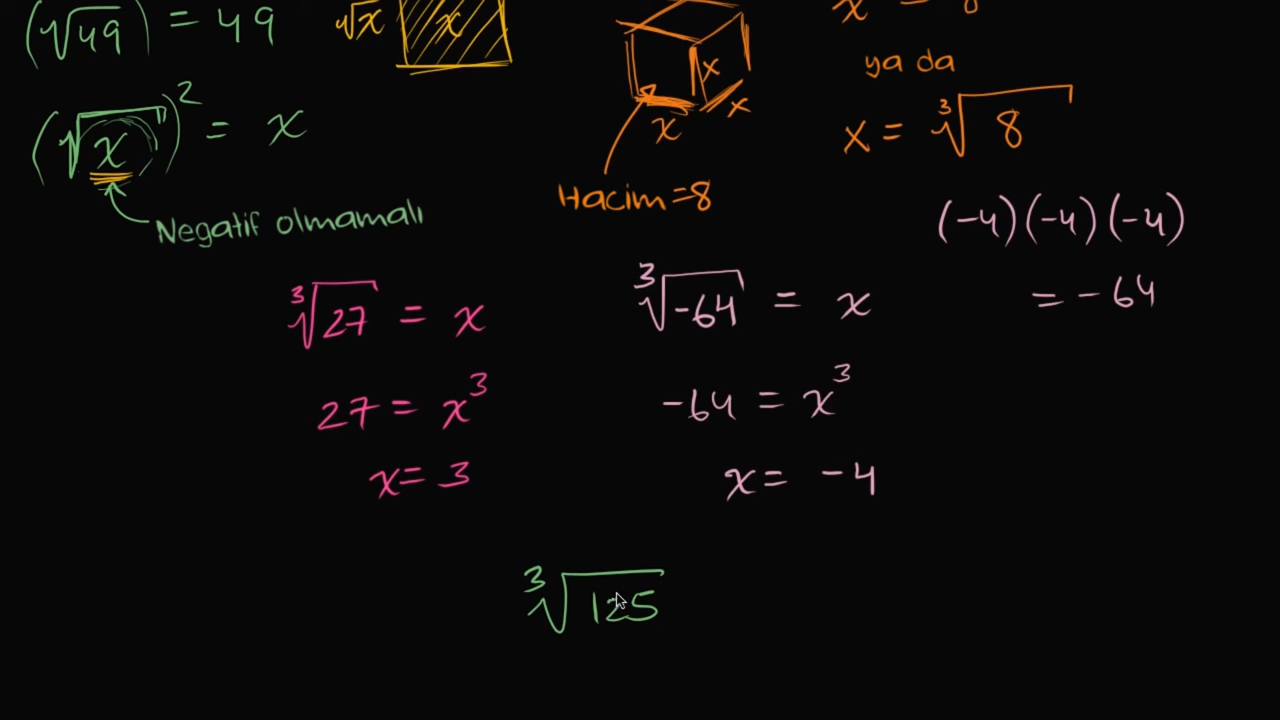 (√49) = 49
√x x
(√x)² = x
Negatif olmamalı
x
x
x
Hacim = 8
ya da
x = ∛8
(-4)(-4)(-4)
= -64
∛27 = x
27 = x³
x = 3
∛-64 = x
-64 = x³
x = -4
∛125